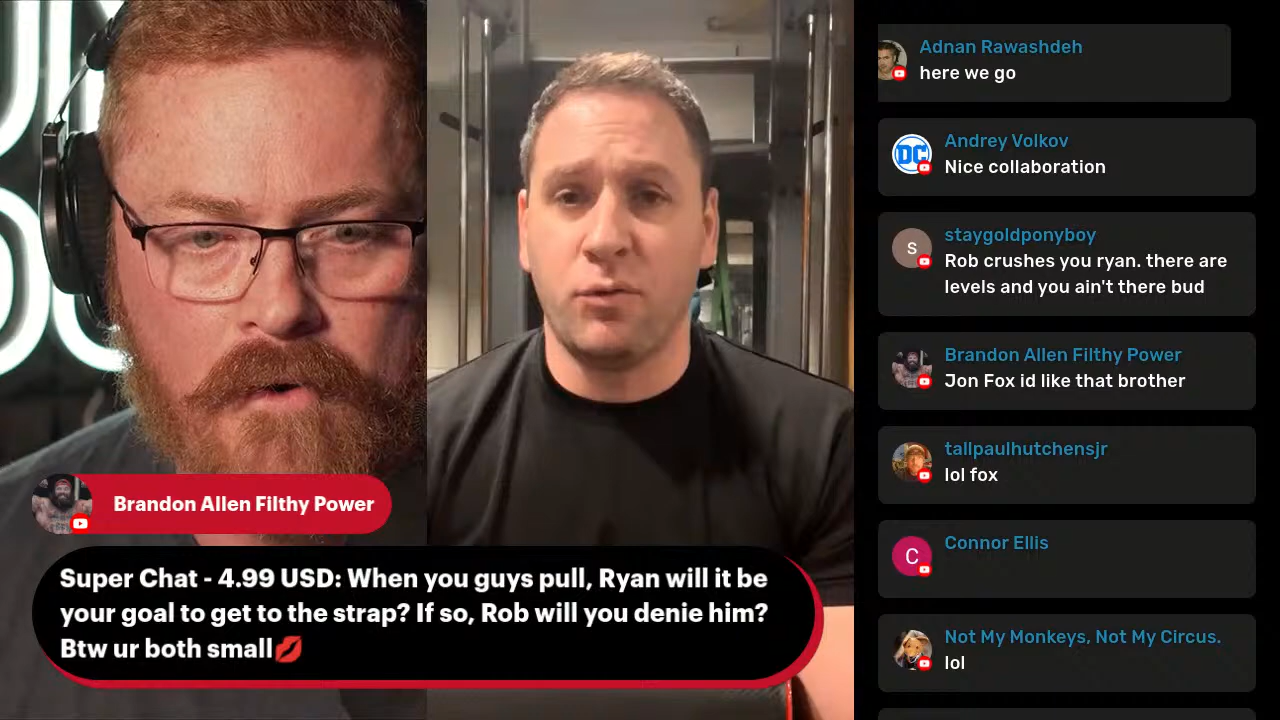 Brandon Allen Filthy Power
Super Chat - 4.99 USD: When you guys pull, Ryan will it be
your goal to get to the strap? If so, Rob will you denie him?
Btw ur both small💋
Adnan Rawashdeh
here we go
DC
Andrey Volkov
Nice collaboration
S
staygoldponyboy
Rob crushes you ryan. there are
levels and you ain't there bud
Brandon Allen Filthy Power
Jon Fox id like that brother
tallpaulhutchensjr
lol fox
C
Connor Ellis
Not My Monkeys, Not My Circus.
lol